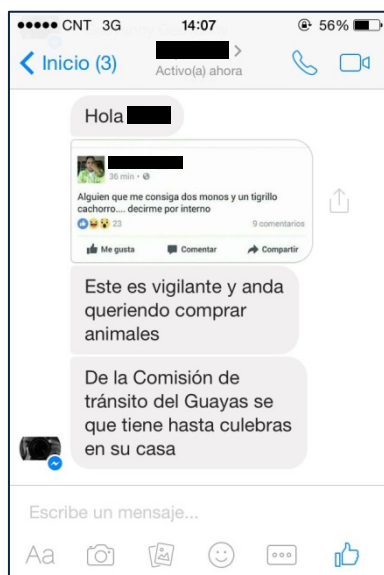 CNT 3G 14:07 56%
Inicio (3)
Activo(a) ahora
Hola
36 min
Alguien que me consiga dos monos y un tigrillo
cachorro.... decirme por interno
23 9 comentarios
Me gusta Comentar Compartir
Este es vigilante y anda
queriendo comprar
animales
De la Comisión de
tránsito del Guayas se
que tiene hasta culebras
en su casa
Escribe un mensaje...
Aa